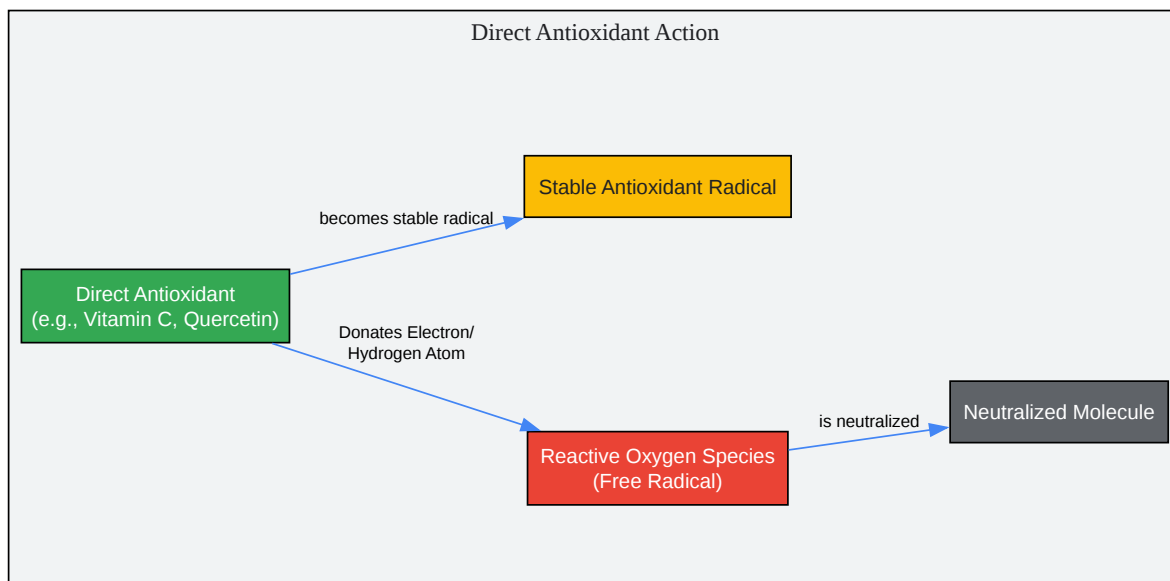 Direct Antioxidant Action
Stable Antioxidant Radical
becomes stable radical
Direct Antioxidant
(e.g., Vitamin C, Quercetin)
Donates Electron/
Hydrogen Atom
Neutralized Molecule
is neutralized
Reactive Oxygen Species
(Free Radical)